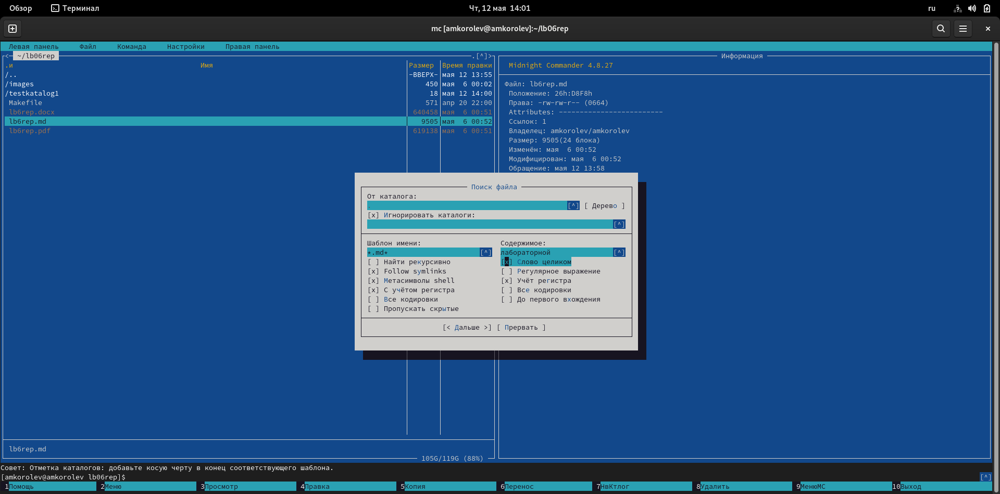 Обзор Терминал Чт, 12 мая 14:01 ru
mc [amkorolev@amkorolev]:~/lb06rep
Левая панель Файл Команда Настройки Правая панель
<─ ~/lb06rep .[^]> Информация
.и Имя Размер Время правки Midnight Commander 4.8.27
/.. -ВВЕРХ- мая 12 13:55
/images 450 мая 6 00:02 Файл: lb6rep.md
/testkatalog1 18 мая 12 14:00 Положение: 26h:D8F8h
Makefile 571 апр 20 22:00 Права: -rw-rw-r-- (0664)
lb6rep.docx 640458 мая 6 00:51 Attributes: -------------------------
lb6rep.md 9505 мая 6 00:52 Ссылок: 1
lb6rep.pdf 619138 мая 6 00:51 Владелец: amkorolev/amkorolev
Размер: 9505(24 блока)
Изменён: мая 6 00:52
Модифицирован: мая 6 00:52
Обращение: мая 12 13:58
Поиск файла
От каталога:
. [^] [ Дерево ]
[x] Игнорировать каталоги:
[^]
Шаблон имени: Содержимое:
*.md* [^] лабораторной [^]
[ ] Найти рекурсивно [x] Слово целиком
[x] Follow symlinks [ ] Регулярное выражение
[x] Метасимволы shell [x] Учёт регистра
[x] С учётом регистра [ ] Все кодировки
[ ] Все кодировки [ ] До первого вхождения
[ ] Пропускать скрытые
[< Дальше >] [ Прервать ]
lb6rep.md
105G/119G (88%)
Совет: Отметка каталогов: добавьте косую черту в конец соответствующего шаблона.
[amkorolev@amkorolev lb06rep]$ [^]
1Помощь 2Меню 3Просмотр 4Правка 5Копия 6Перенос 7НвКтлог 8Удалить 9МенюМС 10Выход